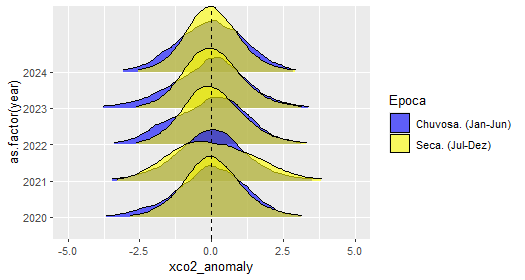 2024
2023
2022
2021
2020
as.factor(year)
-5.0 -2.5 0.0 2.5 5.0
xco2_anomaly
Epoca
Chuvosa. (Jan-Jun)
Seca. (Jul-Dez)